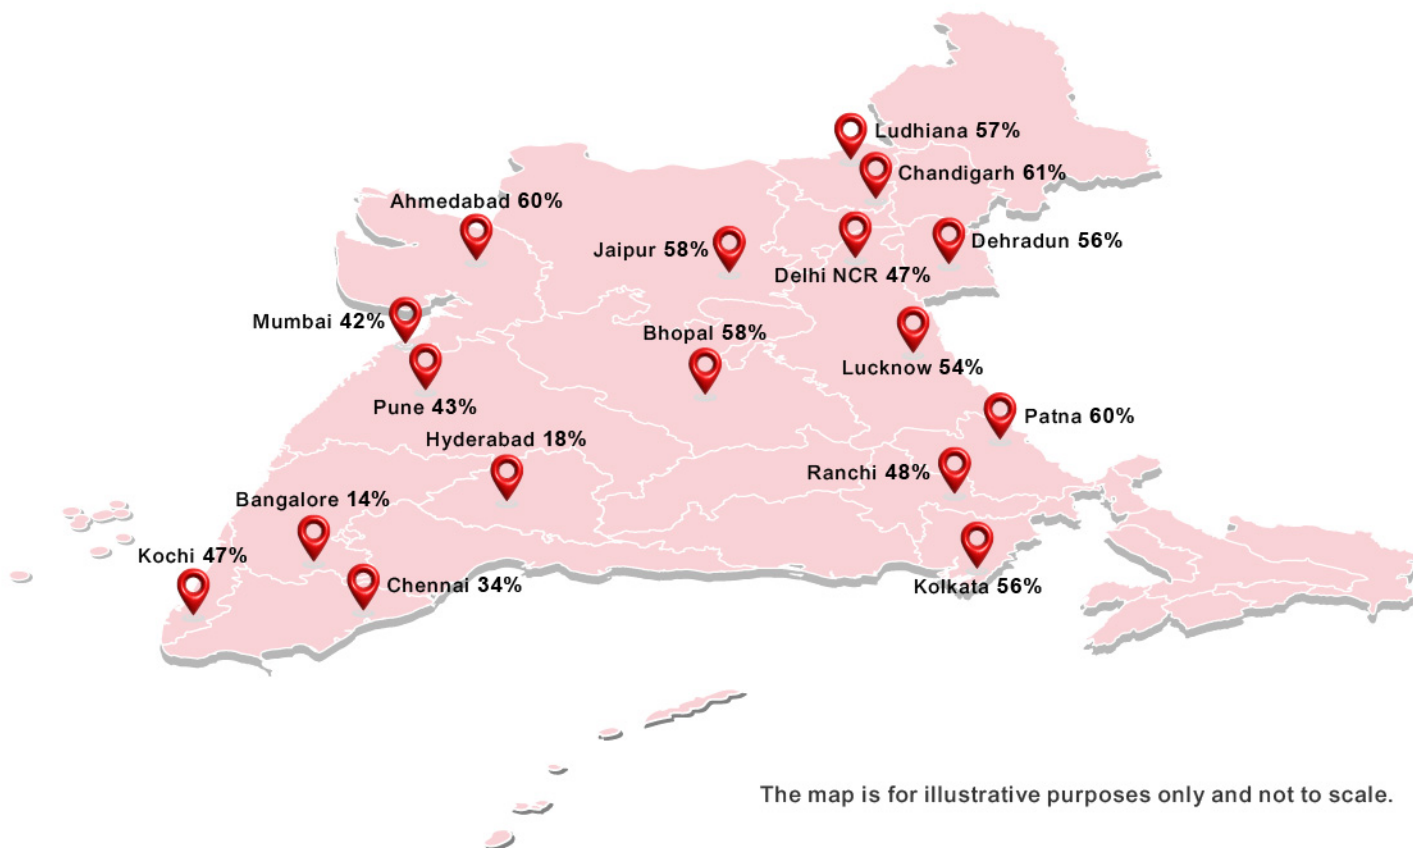 Ludhiana 57%
Chandigarh 61%
Ahmedabad 60%
Jaipur 58%
Dehradun 56%
Delhi NCR 47%
Mumbai 42%
Bhopal 58%
Lucknow 54%
Pune 43%
Patna 60%
Hyderabad 18%
Ranchi 48%
Bangalore 14%
Kochi 47%
Chennai 34%
Kolkata 56%
The map is for illustrative purposes only and not to scale.